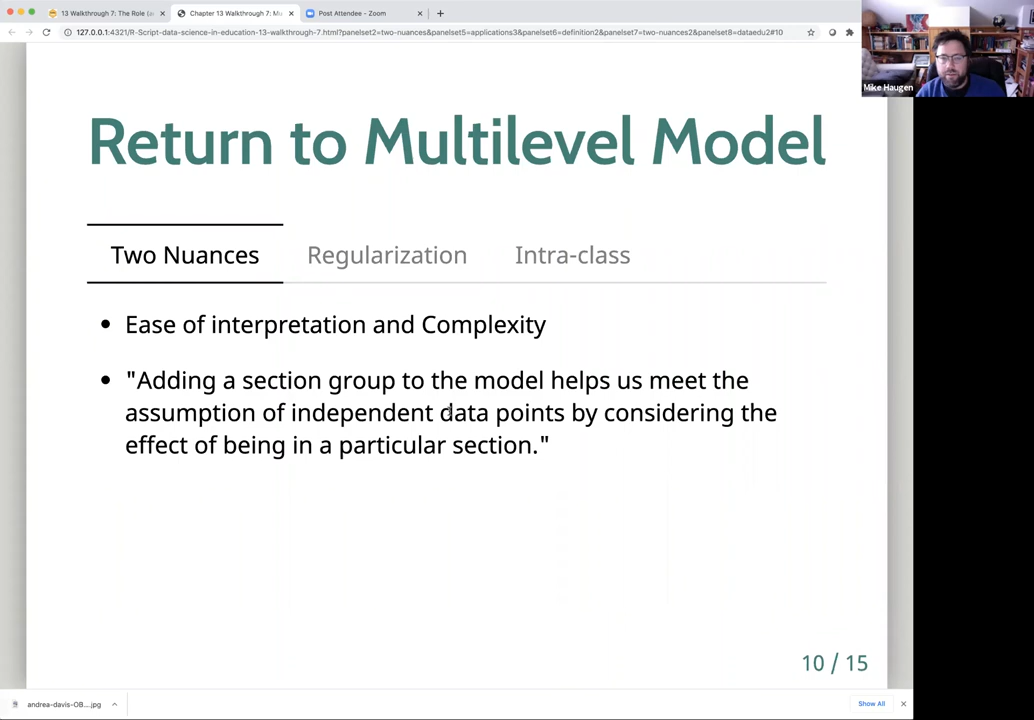 13 Walkthrough 7: The Role (a
Chapter 13 Walkthrough 7: Mu
Post Attendee - Zoom
127.0.0.1:4321/R-Script-data-science-in-education-13-walkthrough-7.html?panelset2=two-nuances&panelset5=applications3&panelset6=definition2&panelset7=two-nuances2&panelset8=dataedu2#10
Mike Haugen
Return to Multilevel Model
Two Nuances
Regularization
Intra-class
• Ease of interpretation and Complexity
• "Adding a section group to the model helps us meet the
assumption of independent data points by considering the
effect of being in a particular section."
10 / 15
andrea-davis-OB....jpg
Show All